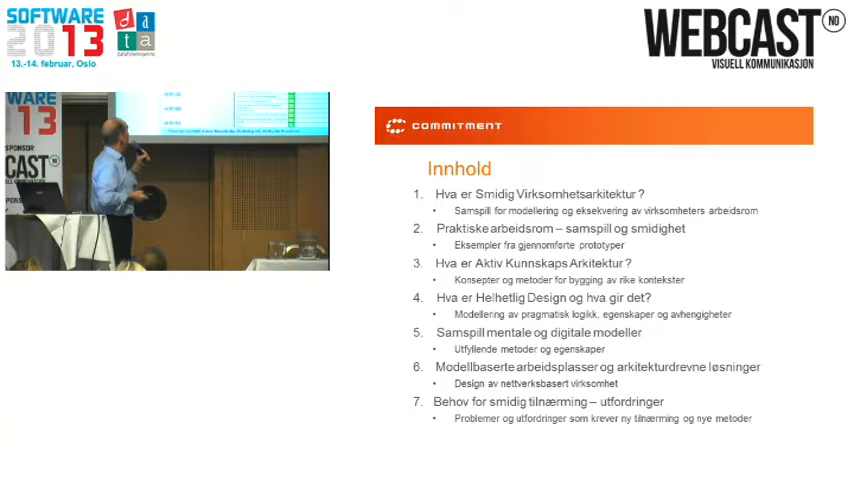 SOFTWARE
2013
13.-14. februar, Oslo
data
WEBCAST NO
VISUELL KOMMUNIKASJON
WARE
13
SPONSOR
CAST NO
COMMITMENT
Innhold
1. Hva er Smidig Virksomhetsarkitektur ?
• Samspill for modellering og eksekvering av virksomheters arbeidsrom
2. Praktiske arbeidsrom – samspill og smidighet
• Eksempler fra gjennomførte prototyper
3. Hva er Aktiv Kunnskaps Arkitektur ?
• Konsepter og metoder for bygging av rike kontekster
4. Hva er Helhetlig Design og hva gir det?
• Modellering av pragmatisk logikk, egenskaper og avhengigheter
5. Samspill mentale og digitale modeller
• Utfyllende metoder og egenskaper
6. Modellbaserte arbeidsplasser og arkitekturdrevne løsninger
• Design av nettverksbasert virksomhet
7. Behov for smidig tilnærming – utfordringer
• Problemer og utfordringer som krever ny tilnærming og nye metoder